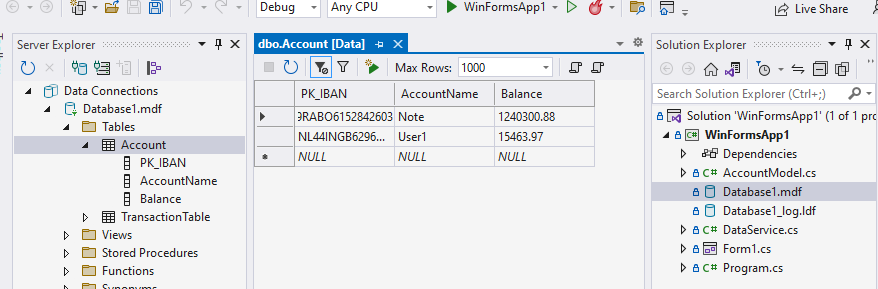 Debug
Any CPU
WinFormsApp1
Live Share
Server Explorer
Data Connections
Database1.mdf
Tables
Account
PK_IBAN
AccountName
Balance
TransactionTable
Views
Stored Procedures
Functions
Synonyms
dbo.Account [Data]
Max Rows: 1000
PK_IBAN AccountName Balance
9RABO6152842603 Note 1240300.88
NL44INGB6296... User1 15463.97
NULL NULL NULL
Solution Explorer
Search Solution Explorer (Ctrl+;)
Solution 'WinFormsApp1' (1 of 1 pro
WinFormsApp1
Dependencies
AccountModel.cs
Database1.mdf
Database1_log.ldf
DataService.cs
Form1.cs
Program.cs